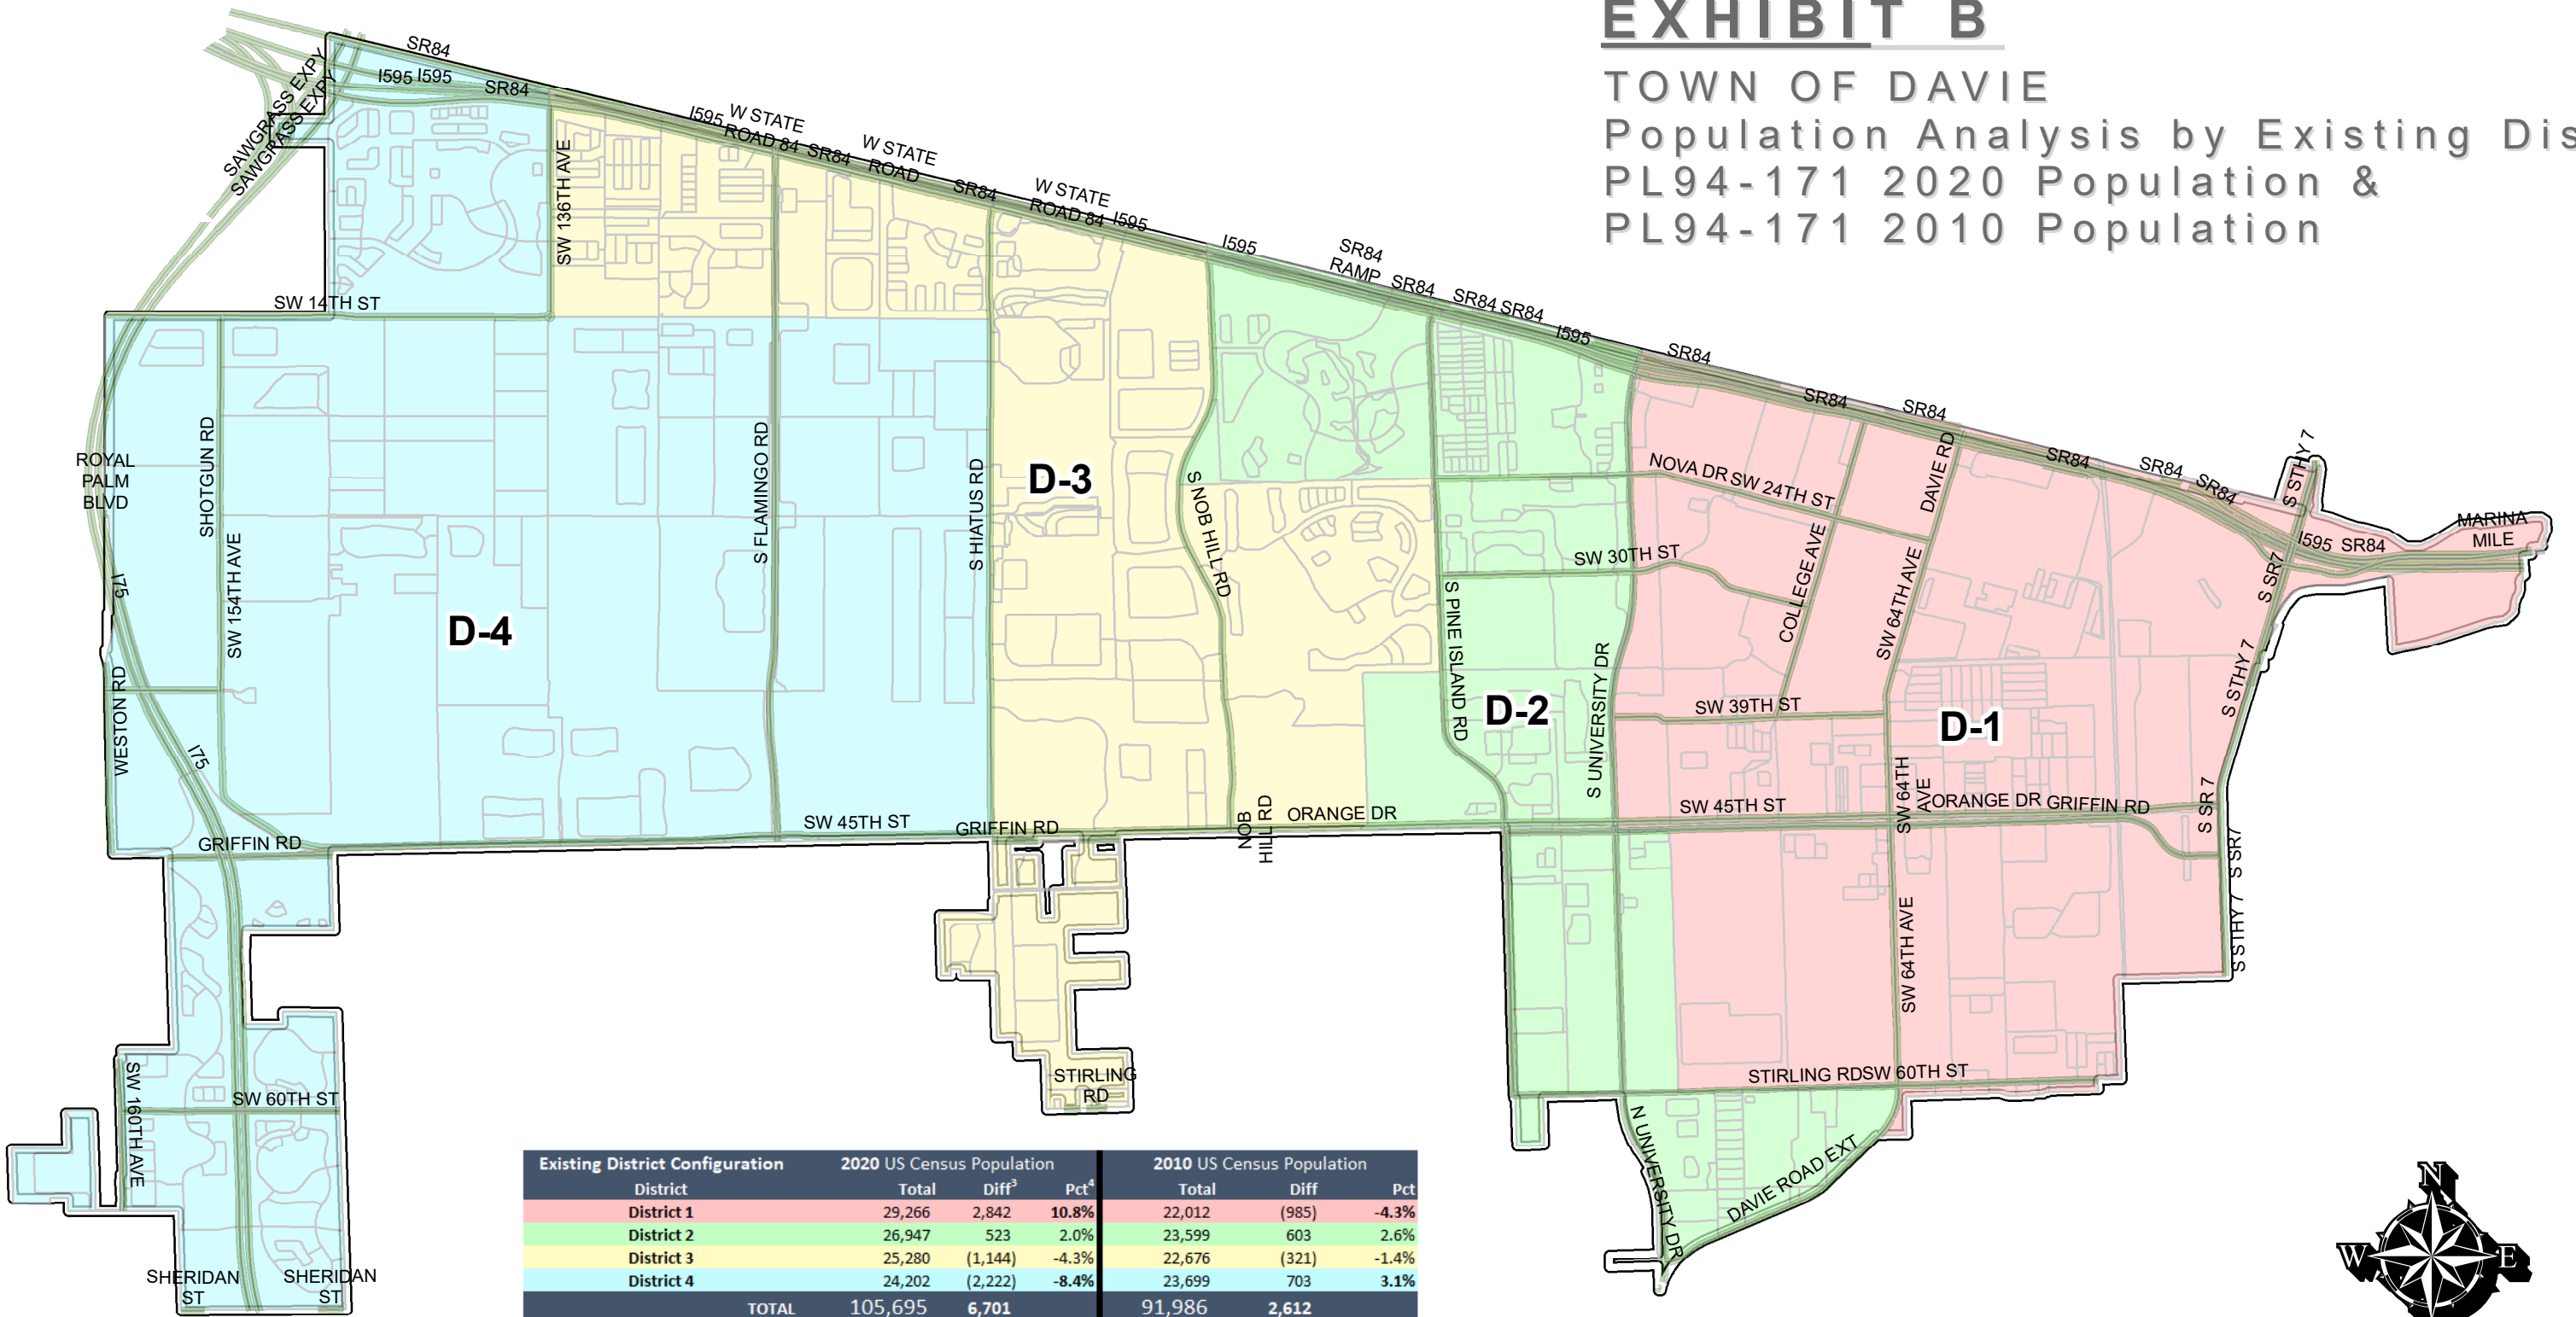 EXHIBIT B
TOWN OF DAVIE
Population Analysis by Existing Dis
PL94-171 2020 Population &
PL94-171 2010 Population
SR84
I595 I595
SR84
SAWGRASS EXPY
SAWGRASS EXPY
I595
W STATE
ROAD 84
SR84
W STATE
ROAD
SR84
W STATE
ROAD 84
I595
I595
SR84
RAMP
SR84
SR84
SR84
I595
SR84
SR84
SR84
SR84
SR84
SR84
S STHY 7
MARINA
MILE
I595
SR84
SW 136TH AVE
SW 14TH ST
ROYAL
PALM
BLVD
SHOTGUN RD
SW 154TH AVE
S FLAMINGO RD
S HIATUS RD
D-3
S NOB HILL RD
NOVA DR
SW 24TH ST
DAVIE RD
COLLEGE AVE
SW 64TH AVE
SW 30TH ST
S SR7
I75
D-4
S PINE ISLAND RD
S UNIVERSITY DR
D-2
SW 39TH ST
D-1
S STHY 7
WESTON RD
I75
GRIFFIN RD
SW 45TH ST
GRIFFIN RD
NOB
HILL RD
ORANGE DR
SW 45TH ST
SW 64TH
AVE
ORANGE DR
GRIFFIN RD
S SR 7
S SR7
S STHY 7
SW 64TH AVE
STIRLING
RD
STIRLING RD
SW 60TH ST
SW 160TH AVE
SW 60TH ST
N UNIVERSITY DR
DAVIE ROAD EXT
SHERIDAN
ST
SHERIDAN
ST
Existing District Configuration 2020 US Census Population 2010 US Census Population
District Total Diff3 Pct4 Total Diff Pct
District 1 29,266 2,842 10.8% 22,012 (985) -4.3%
District 2 26,947 523 2.0% 23,599 603 2.6%
District 3 25,280 (1,144) -4.3% 22,676 (321) -1.4%
District 4 24,202 (2,222) -8.4% 23,699 703 3.1%
TOTAL 105,695 6,701 91,986 2,612
N
W
E